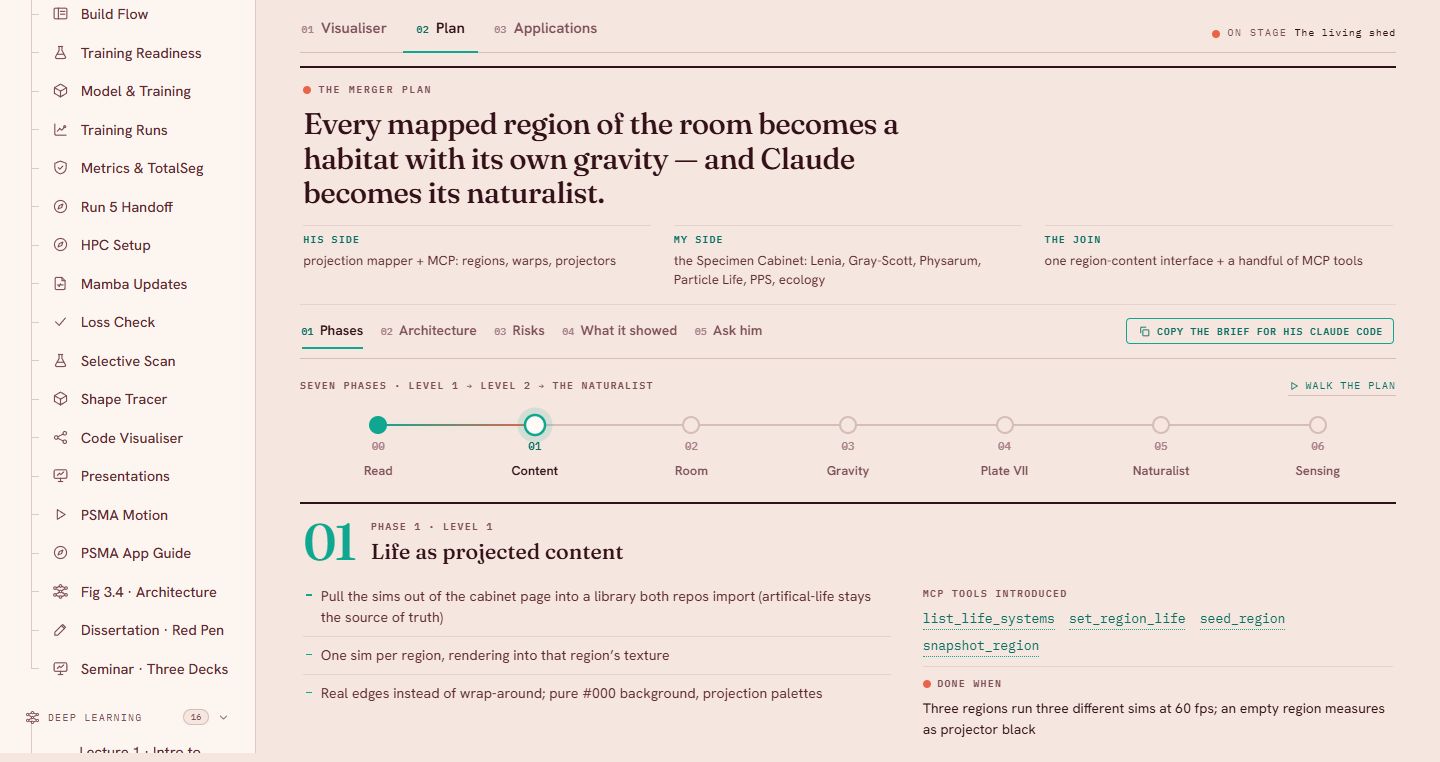 Build Flow
Training Readiness
Model & Training
Training Runs
Metrics & TotalSeg
Run 5 Handoff
HPC Setup
Mamba Updates
Loss Check
Selective Scan
Shape Tracer
Code Visualiser
Presentations
PSMA Motion
PSMA App Guide
Fig 3.4 · Architecture
Dissertation · Red Pen
Seminar · Three Decks
DEEP LEARNING 16
Lecture 1 · Intro to
01 Visualiser 02 Plan 03 Applications
ON STAGE The living shed
THE MERGER PLAN
Every mapped region of the room becomes a
habitat with its own gravity — and Claude
becomes its naturalist.
HIS SIDE
projection mapper + MCP: regions, warps, projectors
MY SIDE
the Specimen Cabinet: Lenia, Gray-Scott, Physarum,
Particle Life, PPS, ecology
THE JOIN
one region-content interface + a handful of MCP tools
01 Phases 02 Architecture 03 Risks 04 What it showed 05 Ask him
COPY THE BRIEF FOR HIS CLAUDE CODE
SEVEN PHASES · LEVEL 1 → LEVEL 2 → THE NATURALIST
WALK THE PLAN
00 01 02 03 04 05 06
Read Content Room Gravity Plate VII Naturalist Sensing
01
PHASE 1 · LEVEL 1
Life as projected content
– Pull the sims out of the cabinet page into a library both repos import (artifical-life stays
the source of truth)
– One sim per region, rendering into that region’s texture
– Real edges instead of wrap-around; pure #000 background, projection palettes
MCP TOOLS INTRODUCED
list_life_systems set_region_life seed_region
snapshot_region
DONE WHEN
Three regions run three different sims at 60 fps; an empty region measures
as projector black